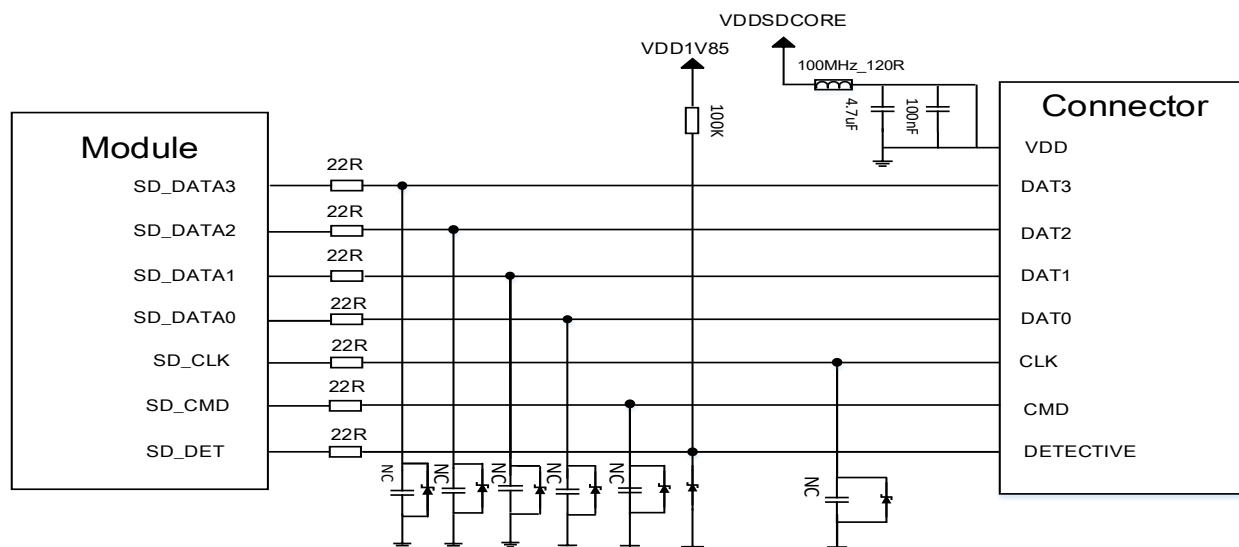 VDDSDCORE
VDD1V85
100MHz_120R
100K
4.7uF
100nF
Connector
Module
VDD
22R
SD_DATA3
DAT3
22R
SD_DATA2
DAT2
22R
SD_DATA1
DAT1
22R
SD_DATA0
DAT0
22R
SD_CLK
CLK
22R
SD_CMD
CMD
22R
SD_DET
DETECTIVE
NC
NC
NC
NC
NC
NC